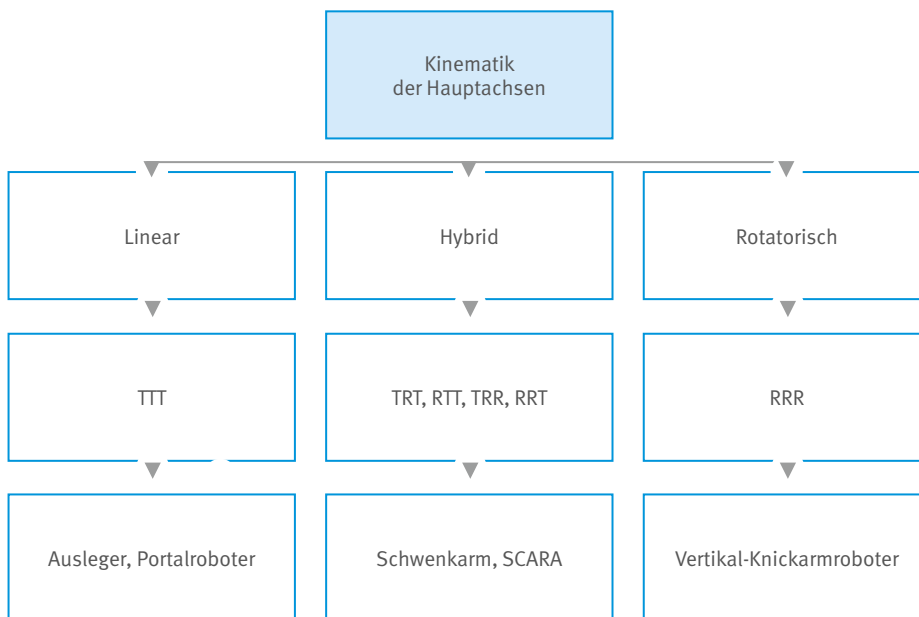 Kinematik
der Hauptachsen
Linear
Hybrid
Rotatorisch
TTT
TRT, RTT, TRR, RRT
RRR
Ausleger, Portalroboter
Schwenkarm, SCARA
Vertikal-Knickarmroboter